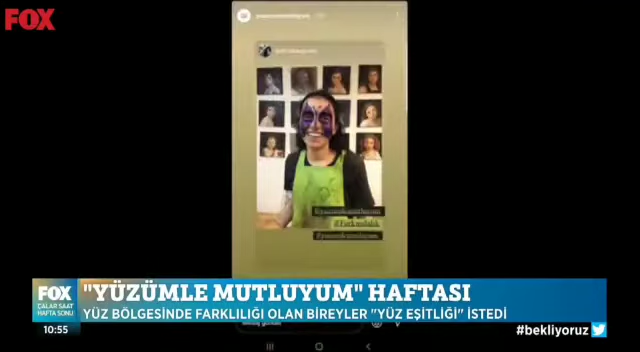 FOX
"YÜZÜMLE MUTLUYUM" HAFTASI
YÜZ BÖLGESİNDE FARKLILIĞI OLAN BİREYLER "YÜZ EŞİTLİĞİ" İSTEDİ
FOX
ÇALAR SAAT
HAFTA SONU
10:55
#bekliyoruz